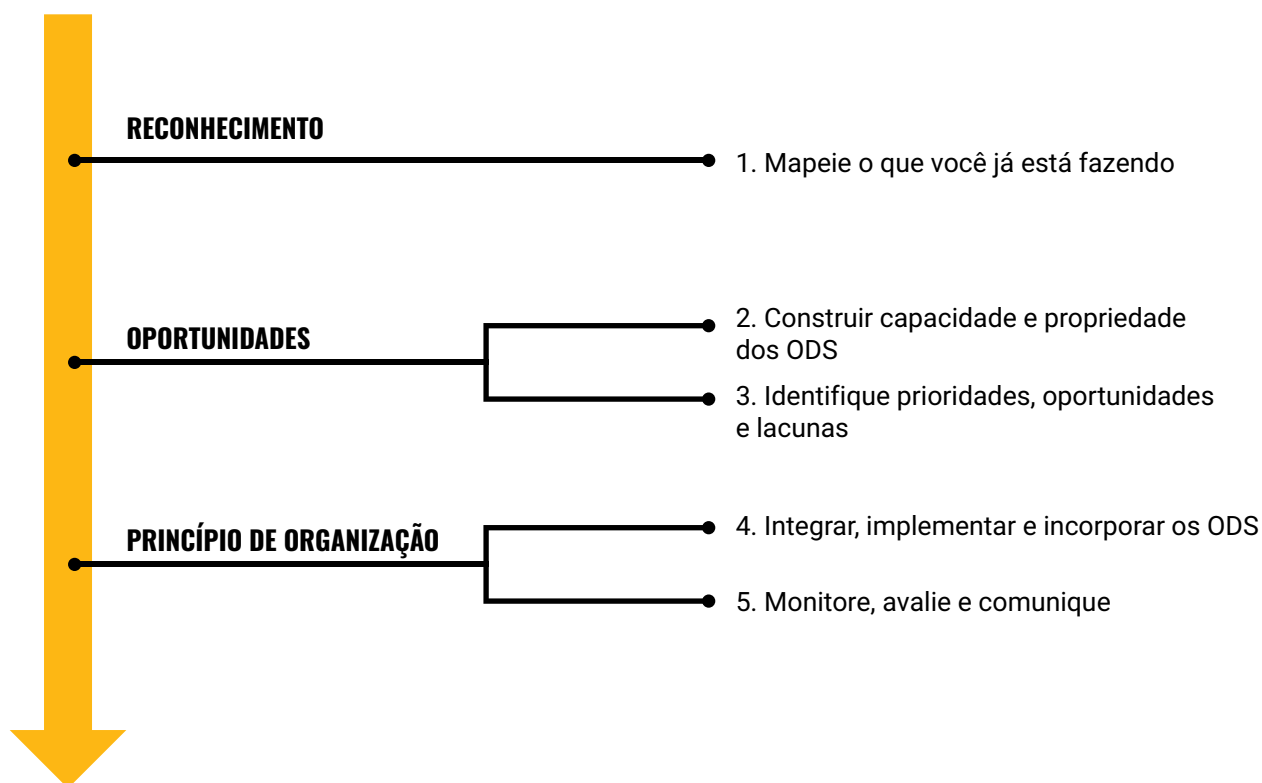 RECONHECIMENTO
1. Mapeie o que você já está fazendo
OPORTUNIDADES
2. Construir capacidade e propriedade
dos ODS
3. Identifique prioridades, oportunidades
e lacunas
PRINCÍPIO DE ORGANIZAÇÃO
4. Integrar, implementar e incorporar os ODS
5. Monitore, avalie e comunique